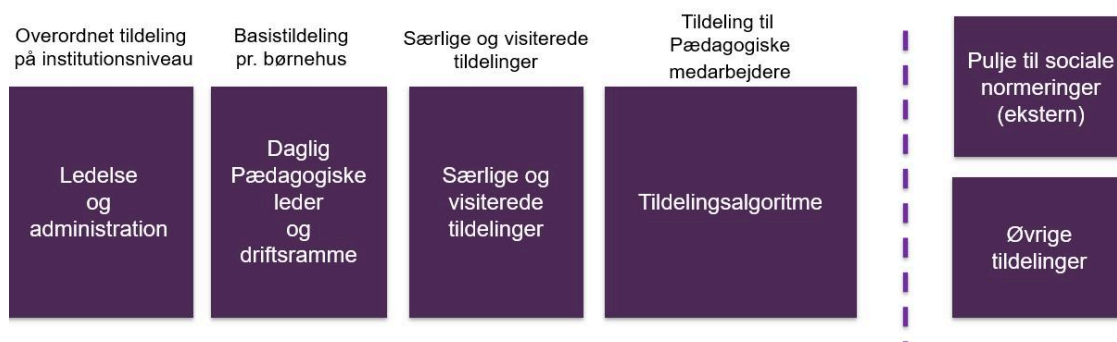 Overordnet tildeling
på institutionsniveau
Ledelse
og
administration
Basistildeling
pr. børnehus
Daglig
Pædagogiske
leder
og
driftsramme
Særlige og visiterede
tildelinger
Særlige og
visiterede
tildelinger
Tildeling til
Pædagogiske
medarbejdere
Tildelingsalgoritme
Pulje til sociale
normeringer
(ekstern)
Øvrige
tildelinger